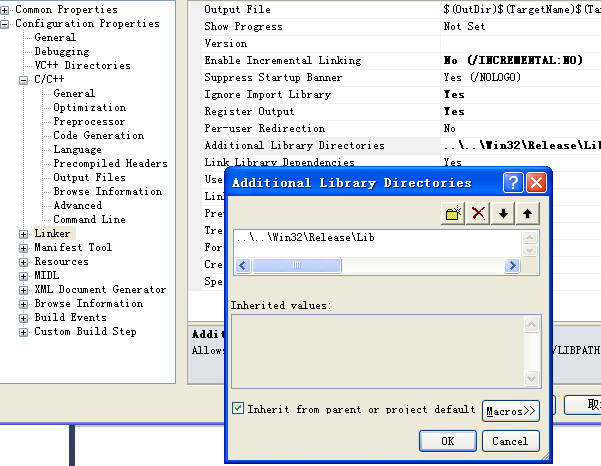 Common Properties
Configuration Properties
General
Debugging
VC++ Directories
C/C++
General
Optimization
Preprocessor
Code Generation
Language
Precompiled Headers
Output Files
Browse Information
Advanced
Command Line
Linker
Manifest Tool
Resources
MIDL
XML Document Generator
Browse Information
Build Events
Custom Build Step
Output File $(OutDir)$(TargetName)$(Ta
Show Progress Not Set
Version
Enable Incremental Linking No (/INCREMENTAL:NO)
Suppress Startup Banner Yes (/NOLOGO)
Ignore Import Library Yes
Register Output Yes
Per-user Redirection No
Additional Library Directories ..\..\Win32\Release\Lib
Link Library Dependencies Yes
Use
Lin
Pre
Tre
For
Cre
Spe
Addit
Allows
/LIBPATH
Additional Library Directories
..\..\Win32\Release\Lib
Inherited values:
Inherit from parent or project default
Macros>>
OK
Cancel